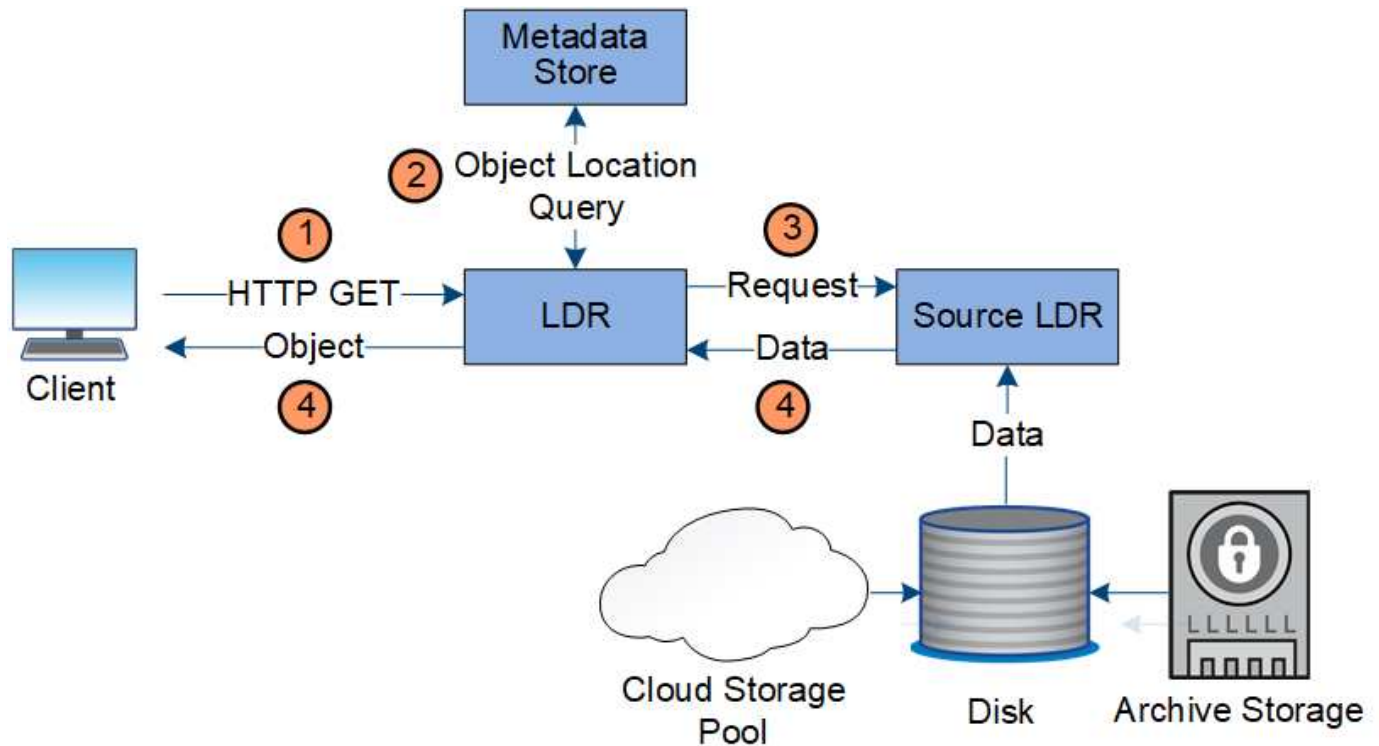 Metadata
Store
2
Object Location
Query
1
3
HTTP GET
LDR
Request
Source LDR
Object
Data
Client
4
4
Data
L L L L L L
Cloud Storage
Pool
Disk
Archive Storage